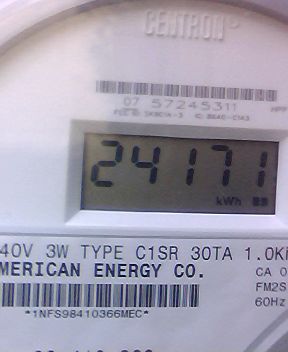 CENTRON
07 57245311
24171
kWh
40V 3W TYPE C1SR 30TA 1.0K
MERICAN ENERGY CO.
CA 0
FM2S
60Hz
*1NFS98410366MEC*